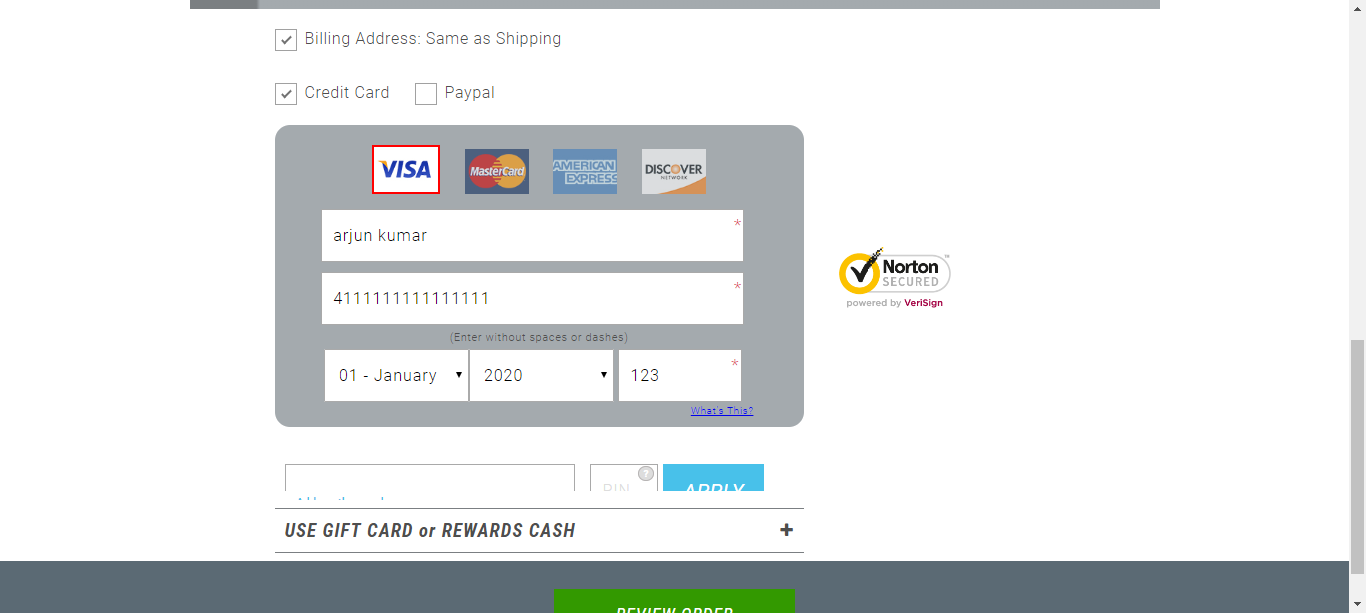 Billing Address: Same as Shipping
Credit Card Paypal
VISA MasterCard AMERICAN EXPRESS DISCOVER NETWORK
arjun kumar *
4111111111111111 *
(Enter without spaces or dashes)
01 - January 2020 123 *
What's This?
Norton SECURED
powered by VeriSign
PIN ? APPLY
USE GIFT CARD or REWARDS CASH +
REVIEW ORDER